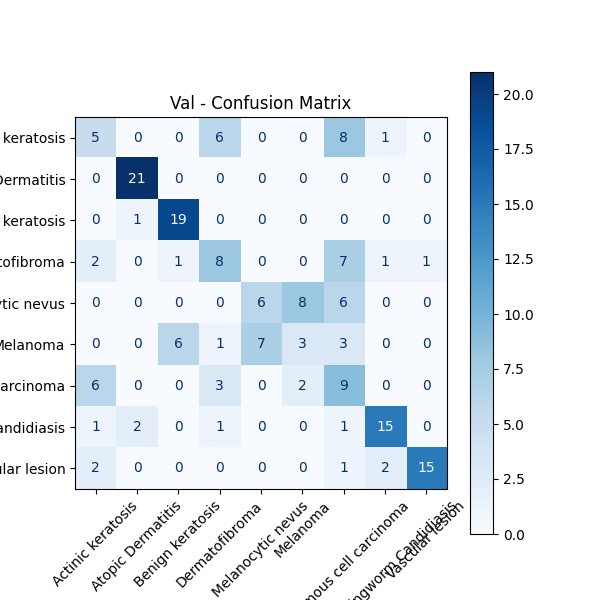 Val - Confusion Matrix
keratosis 5 0 0 6 0 0 8 1 0
Dermatitis 0 21 0 0 0 0 0 0 0
keratosis 0 1 19 0 0 0 0 0 0
tofibroma 2 0 1 8 0 0 7 1 1
tic nevus 0 0 0 0 6 8 6 0 0
Melanoma 0 0 6 1 7 3 3 0 0
arcinoma 6 0 0 3 0 2 9 0 0
andidiasis 1 2 0 1 0 0 1 15 0
ular lesion 2 0 0 0 0 0 1 2 15
Actinic keratosis
Atopic Dermatitis
Benign keratosis
Dermatofibroma
Melanocytic nevus
Melanoma
mous cell carcinoma
ngworm Candidiasis
Vascular lesion
20.0
17.5
15.0
12.5
10.0
7.5
5.0
2.5
0.0